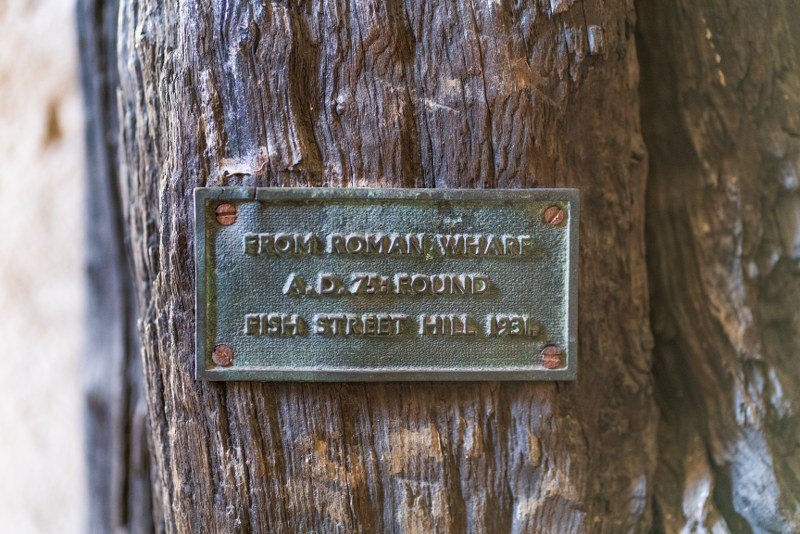 FROM ROMAN WHARF
A.D. 75. FOUND
FISH STREET HILL 1931.